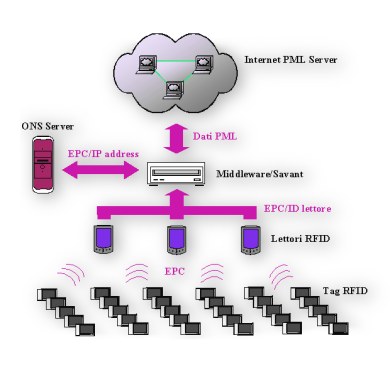 Internet PML Server
ONS Server
Dati PML
EPC/IP address
Middleware/Savant
EPC/ID lettore
Lettori RFID
EPC
Tag RFID